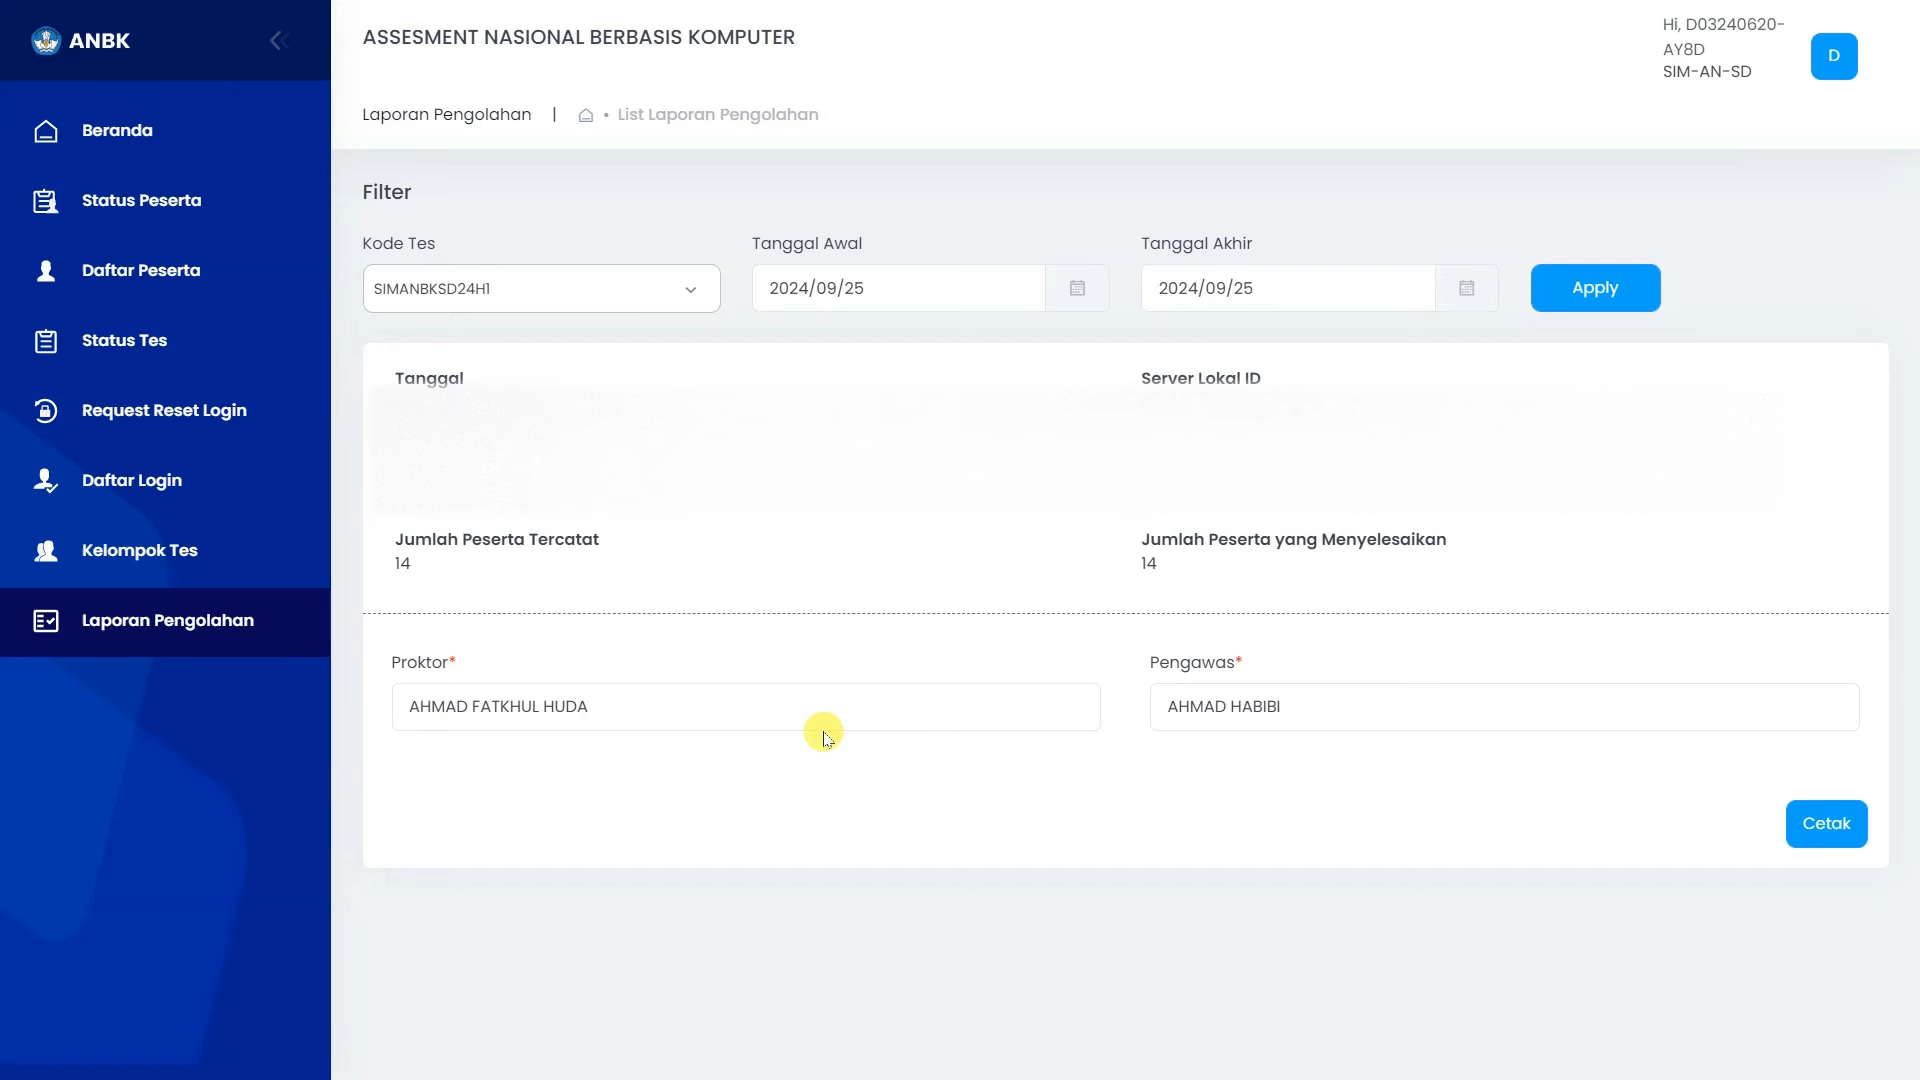 ANBK
Beranda
Status Peserta
Daftar Peserta
Status Tes
Request Reset Login
Daftar Login
Kelompok Tes
Laporan Pengolahan
ASSESMENT NASIONAL BERBASIS KOMPUTER
Hi, D03240620-
AY8D
SIM-AN-SD
D
Laporan Pengolahan | • List Laporan Pengolahan
Filter
Kode Tes
SIMANBKSD24H1
Tanggal Awal
2024/09/25
Tanggal Akhir
2024/09/25
Apply
Tanggal
Server Lokal ID
Jumlah Peserta Tercatat
14
Jumlah Peserta yang Menyelesaikan
14
Proktor*
AHMAD FATKHUL HUDA
Pengawas*
AHMAD HABIBI
Cetak